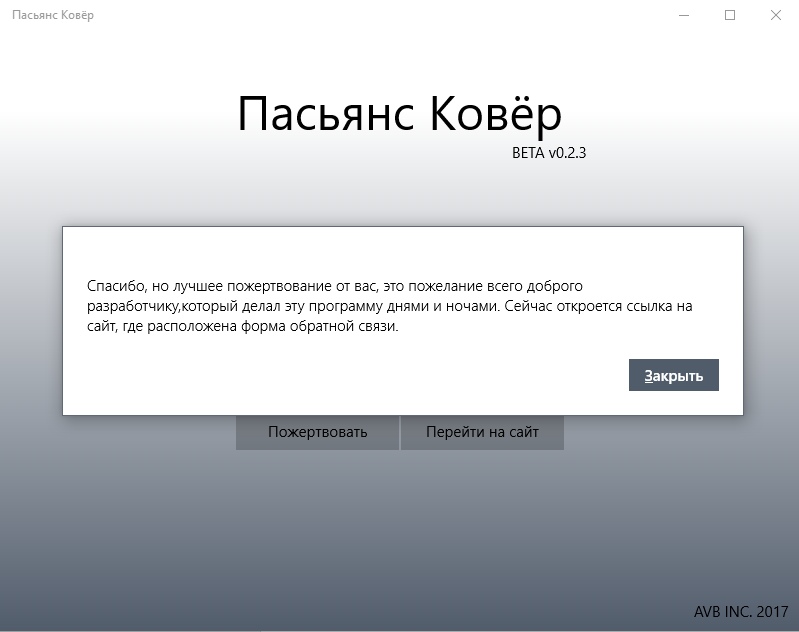 Пасьянс Ковёр
Пасьянс Ковёр
BETA v0.2.3
Спасибо, но лучшее пожертвование от вас, это пожелание всего доброго
разработчику,который делал эту программу днями и ночами. Сейчас откроется ссылка на
сайт, где расположена форма обратной связи.
Закрыть
Пожертвовать
Перейти на сайт
AVB INC. 2017